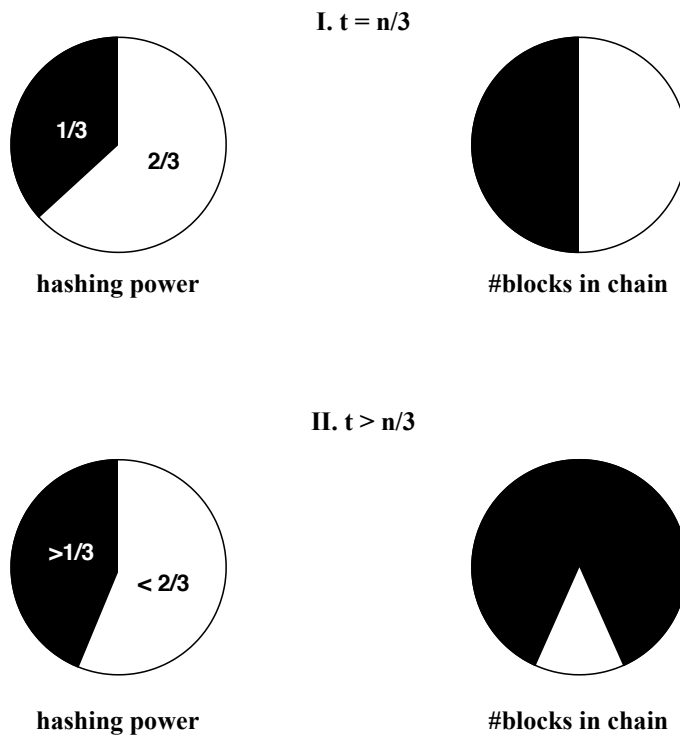 I. t = n/3
1/3
2/3
hashing power
#blocks in chain
II. t > n/3
>1/3
< 2/3
hashing power
#blocks in chain